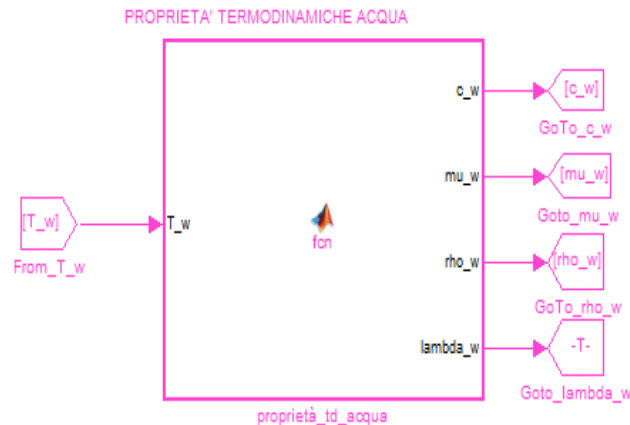 PROPRIETA' TERMODINAMICHE ACQUA
c_w
[c_w]
GoTo_c_w
mu_w
[mu_w]
Goto_mu_w
[T_w]
From_T_w
T_w
fcn
rho_w
[rho_w]
GoTo_rho_w
lambda_w
-T-
Goto_lambda_w
proprietà_td_acqua